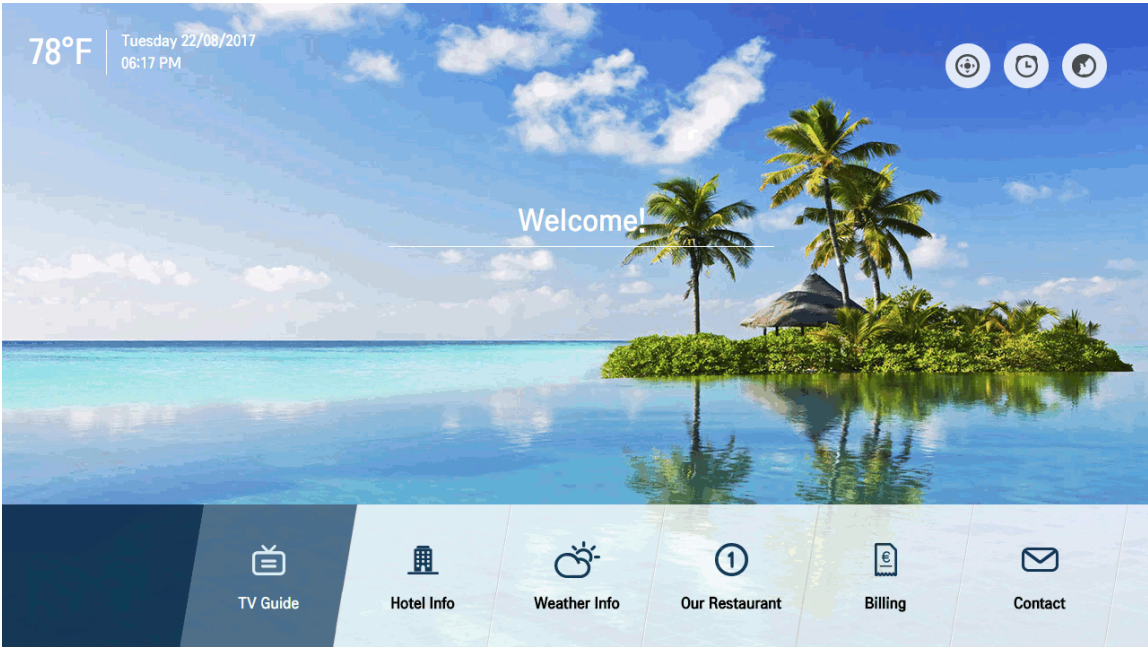 78°F
Tuesday 22/08/2017
06:17 PM
Welcome!
TV Guide
Hotel Info
Weather Info
1
Our Restaurant
€
Billing
Contact